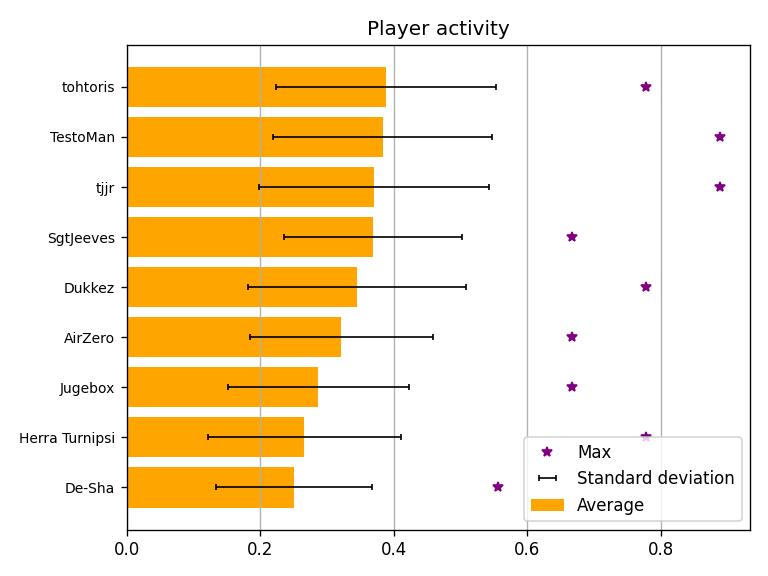 Player activity
tohtoris
TestoMan
tjjr
SgtJeeves
Dukkez
AirZero
Jugebox
Herra Turnipsi
De-Sha
Max
Standard deviation
Average
0.0 0.2 0.4 0.6 0.8